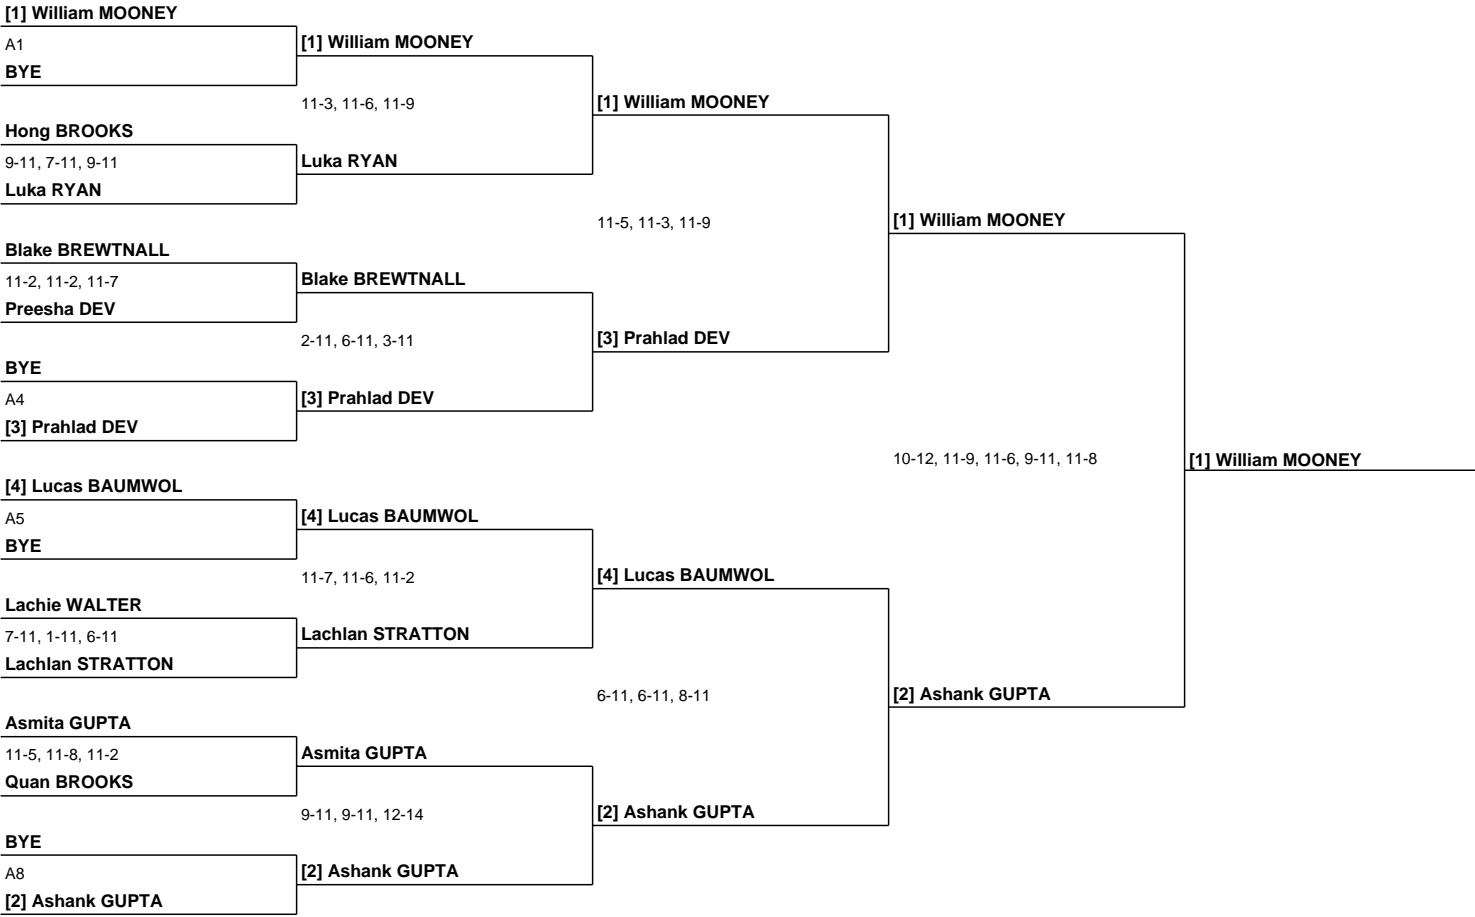 [1] William MOONEY
A1
BYE
Hong BROOKS
9-11, 7-11, 9-11
Luka RYAN
Blake BREWTNALL
11-2, 11-2, 11-7
Preesha DEV
BYE
A4
[3] Prahlad DEV
[4] Lucas BAUMWOL
A5
BYE
Lachie WALTER
7-11, 1-11, 6-11
Lachlan STRATTON
Asmita GUPTA
11-5, 11-8, 11-2
Quan BROOKS
BYE
A8
[2] Ashank GUPTA
[1] William MOONEY
11-3, 11-6, 11-9
Luka RYAN
Blake BREWTNALL
2-11, 6-11, 3-11
[3] Prahlad DEV
[4] Lucas BAUMWOL
11-7, 11-6, 11-2
Lachlan STRATTON
Asmita GUPTA
9-11, 9-11, 12-14
[2] Ashank GUPTA
[1] William MOONEY
11-5, 11-3, 11-9
[3] Prahlad DEV
[4] Lucas BAUMWOL
6-11, 6-11, 8-11
[2] Ashank GUPTA
[1] William MOONEY
10-12, 11-9, 11-6, 9-11, 11-8
[2] Ashank GUPTA
[1] William MOONEY